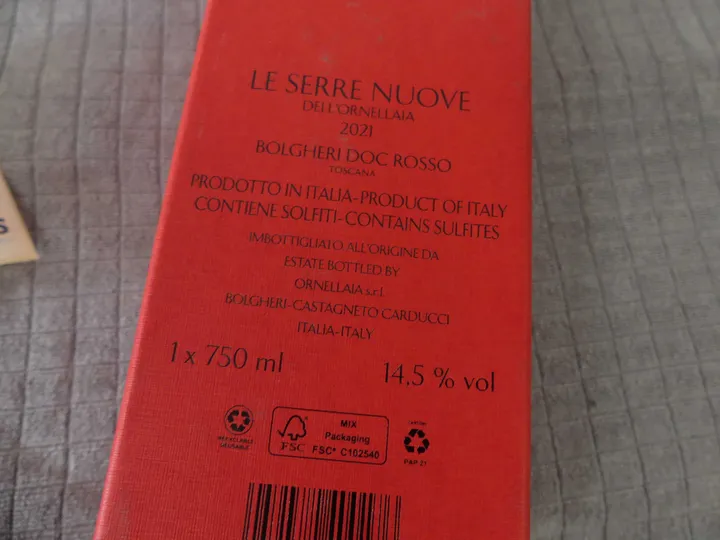 LE SERRE NUOVE
DELL'ORNELLAIA
2021
BOLGHERI DOC ROSSO
TOSCANA
PRODOTTO IN ITALIA-PRODUCT OF ITALY
CONTIENE SOLFITI-CONTAINS SULFITES
IMBOTTIGLIATO ALL'ORIGINE DA
ESTATE BOTTLED BY
ORNELLAIA s.r.l.
BOLGHERI-CASTAGNETO CARDUCCI
ITALIA-ITALY
1 x 750 ml
14,5 % vol
RECYCLABLE
REUSABLE
FSC
MIX
Packaging
FSC® C102540
PAP 21
S